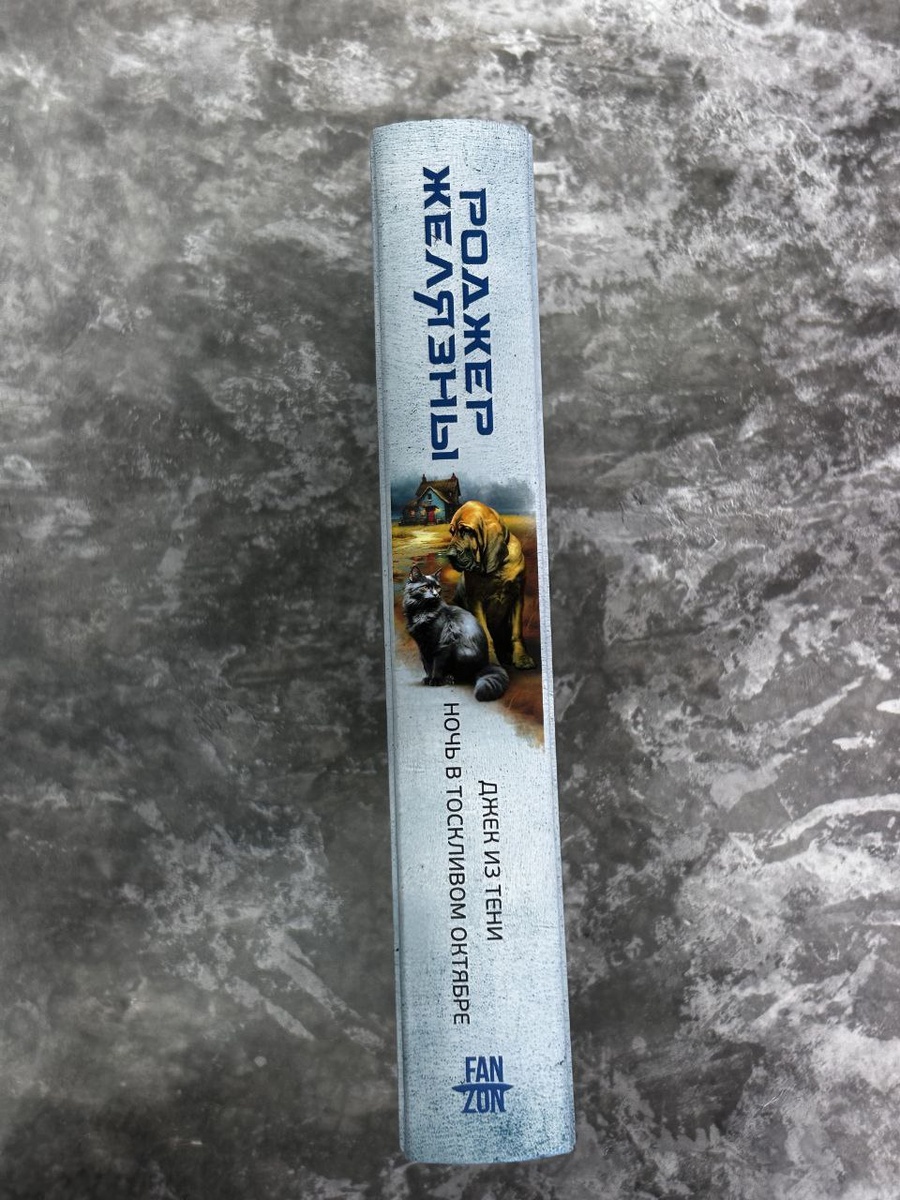 РОДЖЕР
ЖЕЛЯЗНЫ
ДЖЕК ИЗ ТЕНИ
НОЧЬ В ТОСКЛИВОМ ОКТЯБРЕ
FAN
ZON